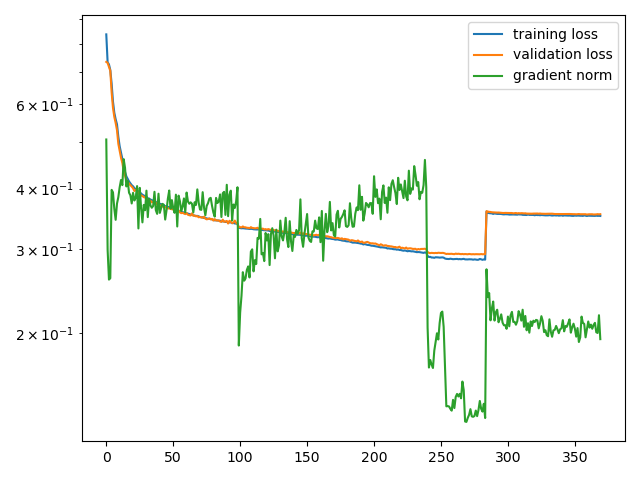 training loss
validation loss
gradient norm
6 × 10⁻¹
4 × 10⁻¹
3 × 10⁻¹
2 × 10⁻¹
0 50 100 150 200 250 300 350